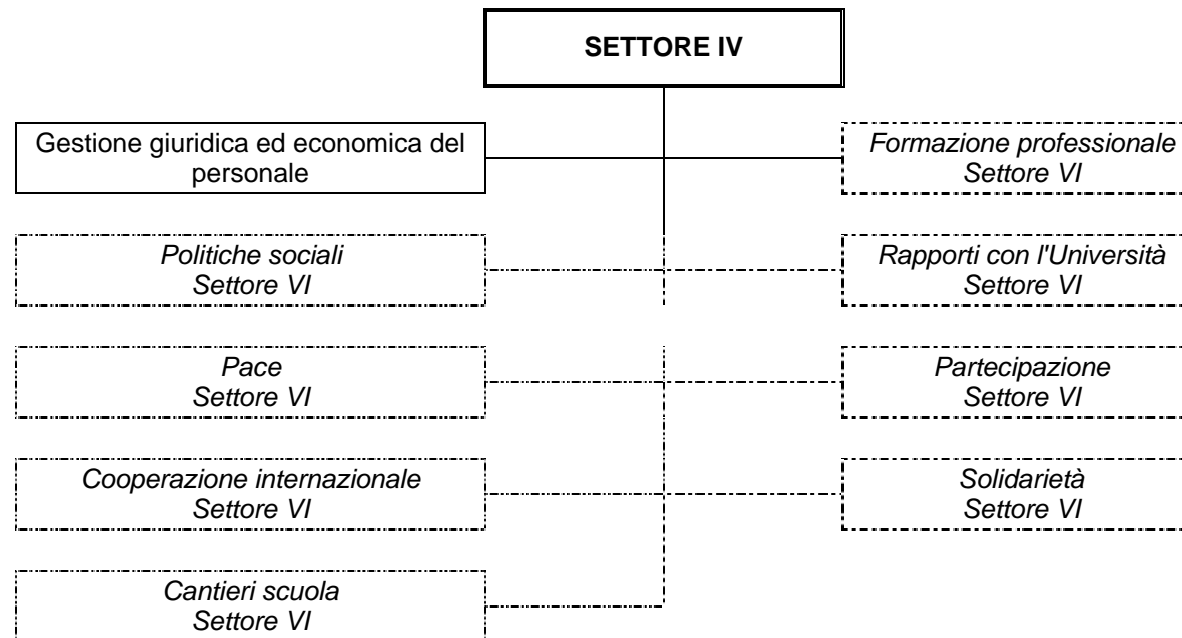 SETTORE IV
Gestione giuridica ed economica del
personale
Formazione professionale
Settore VI
Politiche sociali
Settore VI
Rapporti con l'Università
Settore VI
Pace
Settore VI
Partecipazione
Settore VI
Cooperazione internazionale
Settore VI
Solidarietà
Settore VI
Cantieri scuola
Settore VI